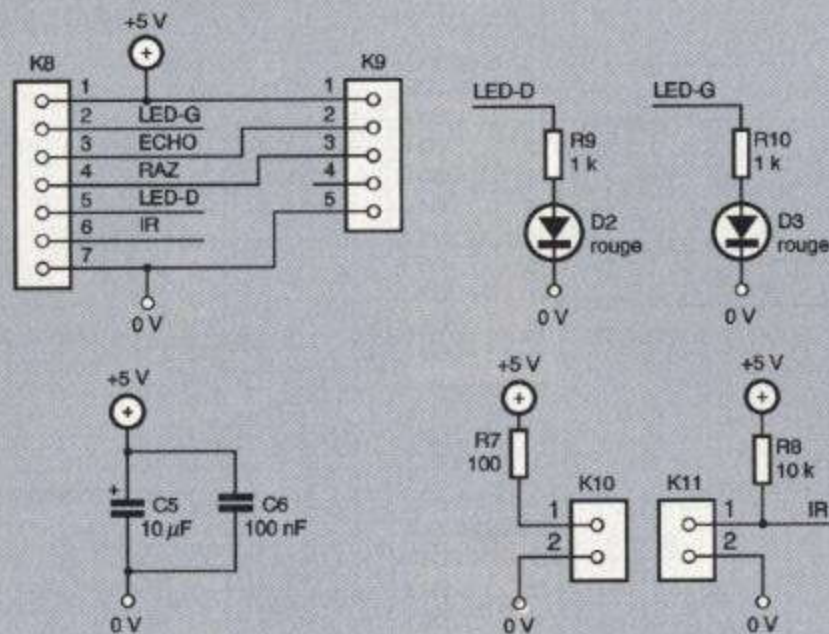 +5 V
K8
K9
1
2
3
4
5
6
7
LED-G
ECHO
RAZ
LED-D
IR
1
2
3
4
5
0 V
LED-D
R9
1 k
D2
rouge
0 V
LED-G
R10
1 k
D3
rouge
0 V
+5 V
+
C5
10 µF
C6
100 nF
0 V
+5 V
R7
100
K10
1
2
0 V
+5 V
R8
10 k
K11
1
2
IR
0 V